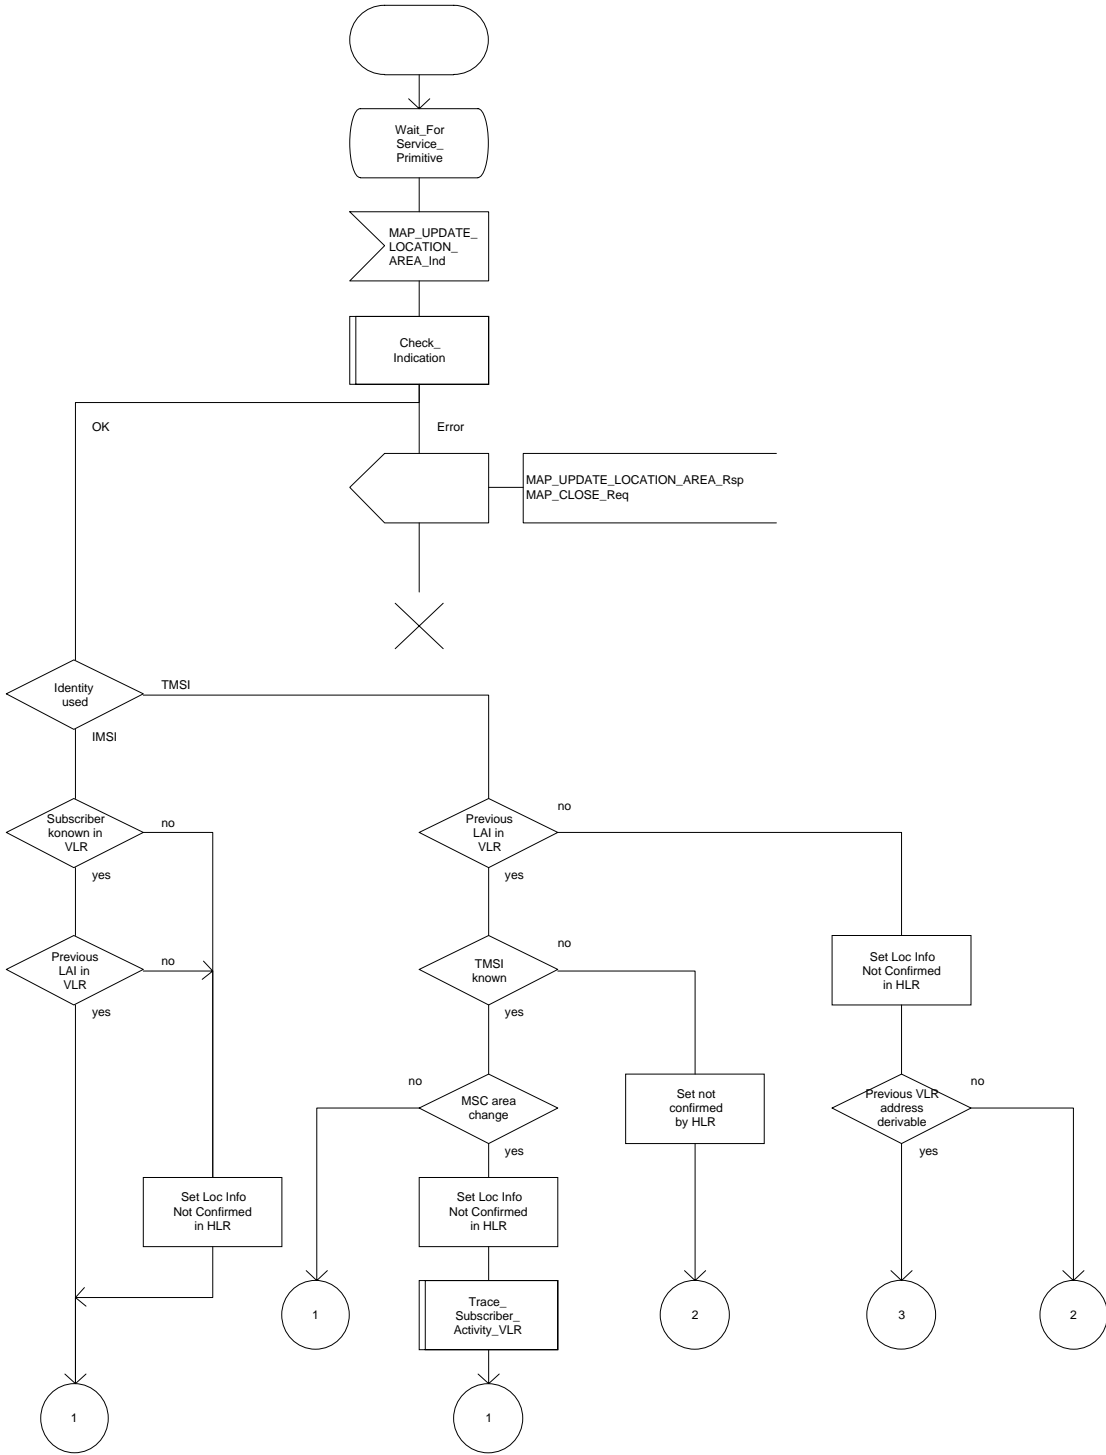 Wait_For
Service_
Primitive
MAP_UPDATE_
LOCATION_
AREA_Ind
Check_
Indication
OK
Error
MAP_UPDATE_LOCATION_AREA_Rsp
MAP_CLOSE_Req
Identity
used
TMSI
IMSI
Subscriber
konown in
VLR
no
yes
Previous
LAI in
VLR
no
yes
Previous
LAI in
VLR
no
yes
TMSI
known
no
yes
Set Loc Info
Not Confirmed
in HLR
MSC area
change
no
yes
Set not
confirmed
by HLR
Previous VLR
address
derivable
no
yes
Set Loc Info
Not Confirmed
in HLR
Set Loc Info
Not Confirmed
in HLR
Trace_
Subscriber_
Activity_VLR
1
2
3
2
1
1